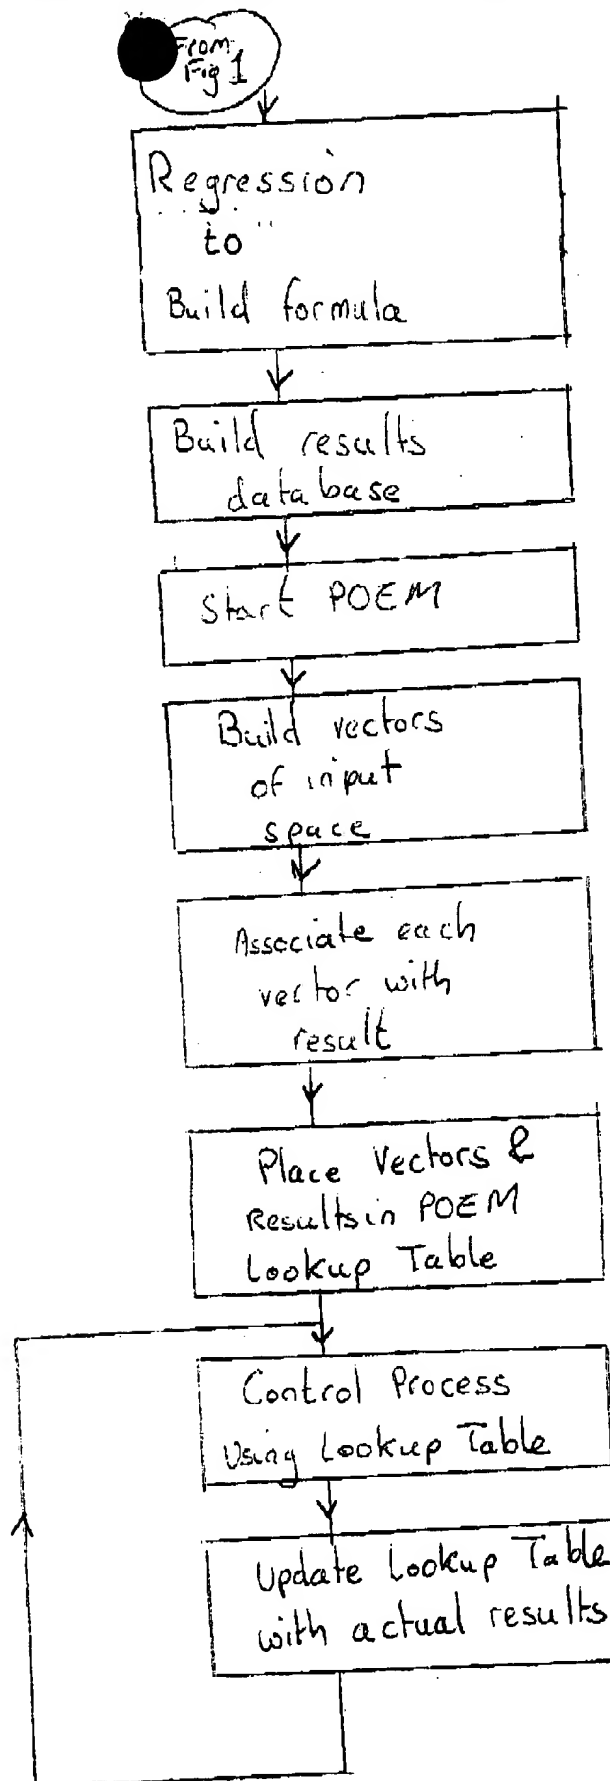 From
Fig 1
Regression
to
Build formula
Build results
database
Start POEM
Build vectors
of input
space
Associate each
vector with
result
Place Vectors &
Results in POEM
Lookup Table
Control Process
Using Lookup Table
Update Lookup Table
with actual results